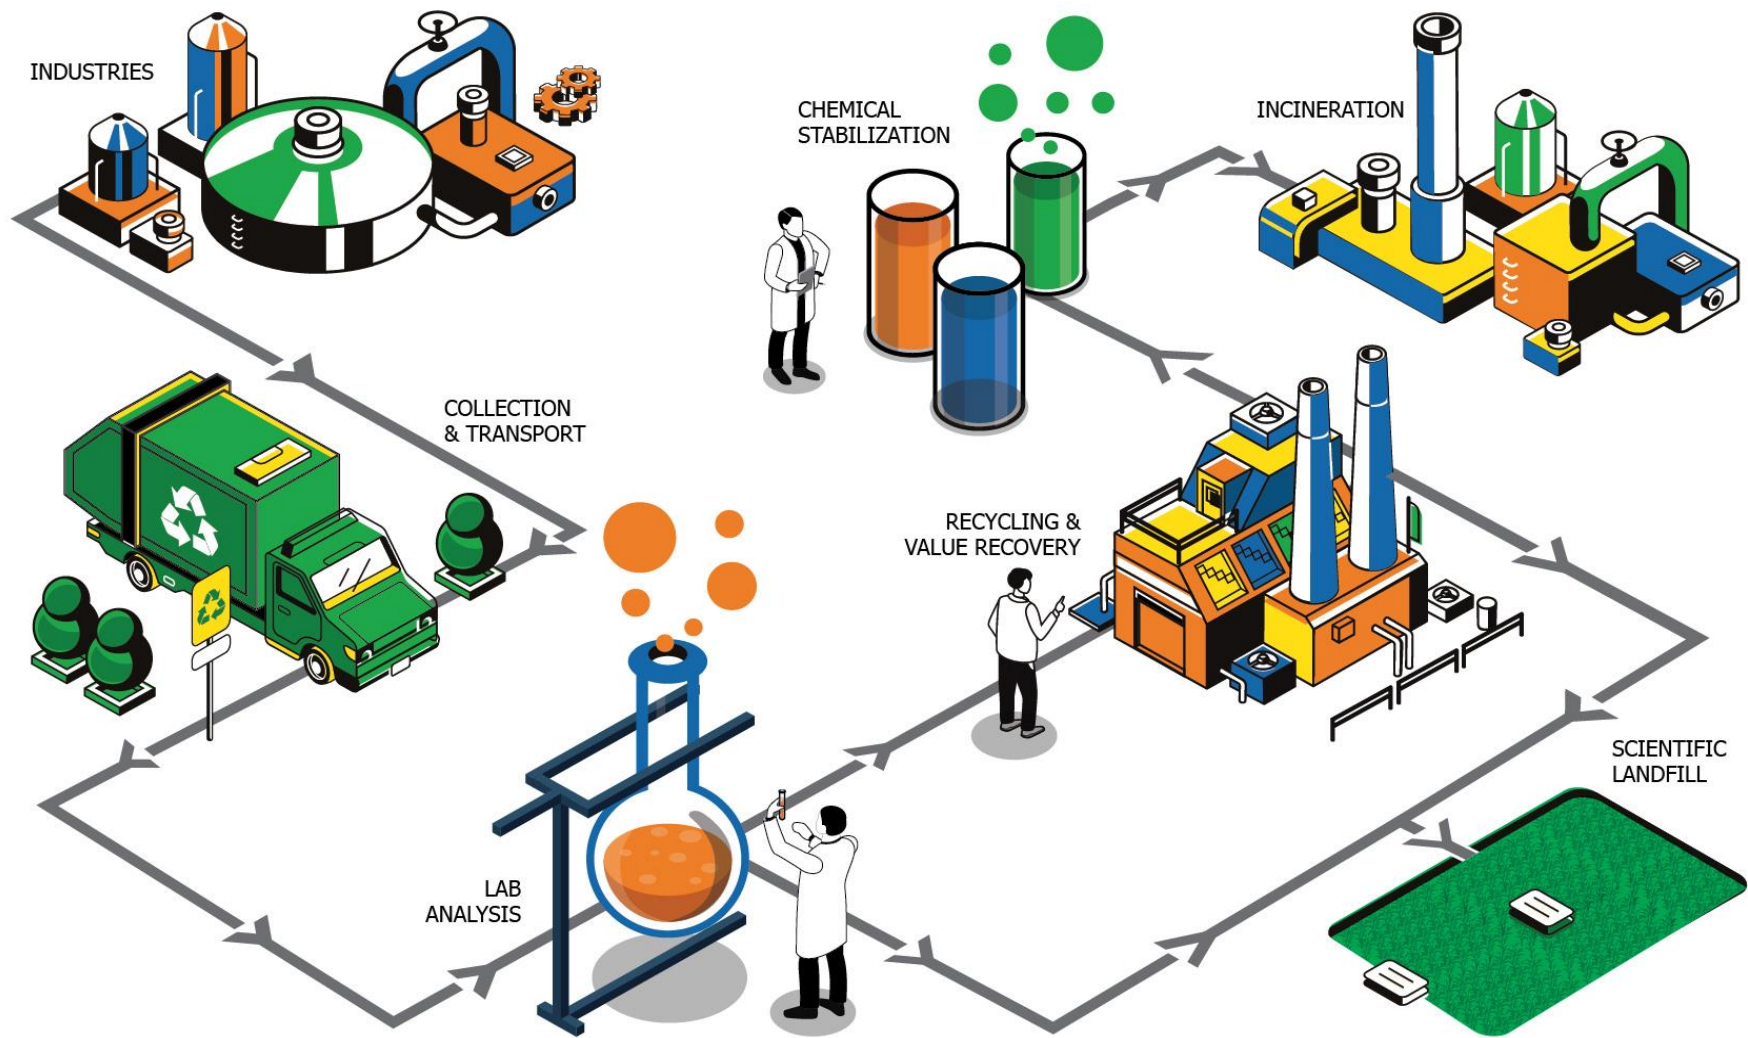 INDUSTRIES
CHEMICAL
STABILIZATION
INCINERATION
COLLECTION
& TRANSPORT
RECYCLING &
VALUE RECOVERY
SCIENTIFIC
LANDFILL
LAB
ANALYSIS